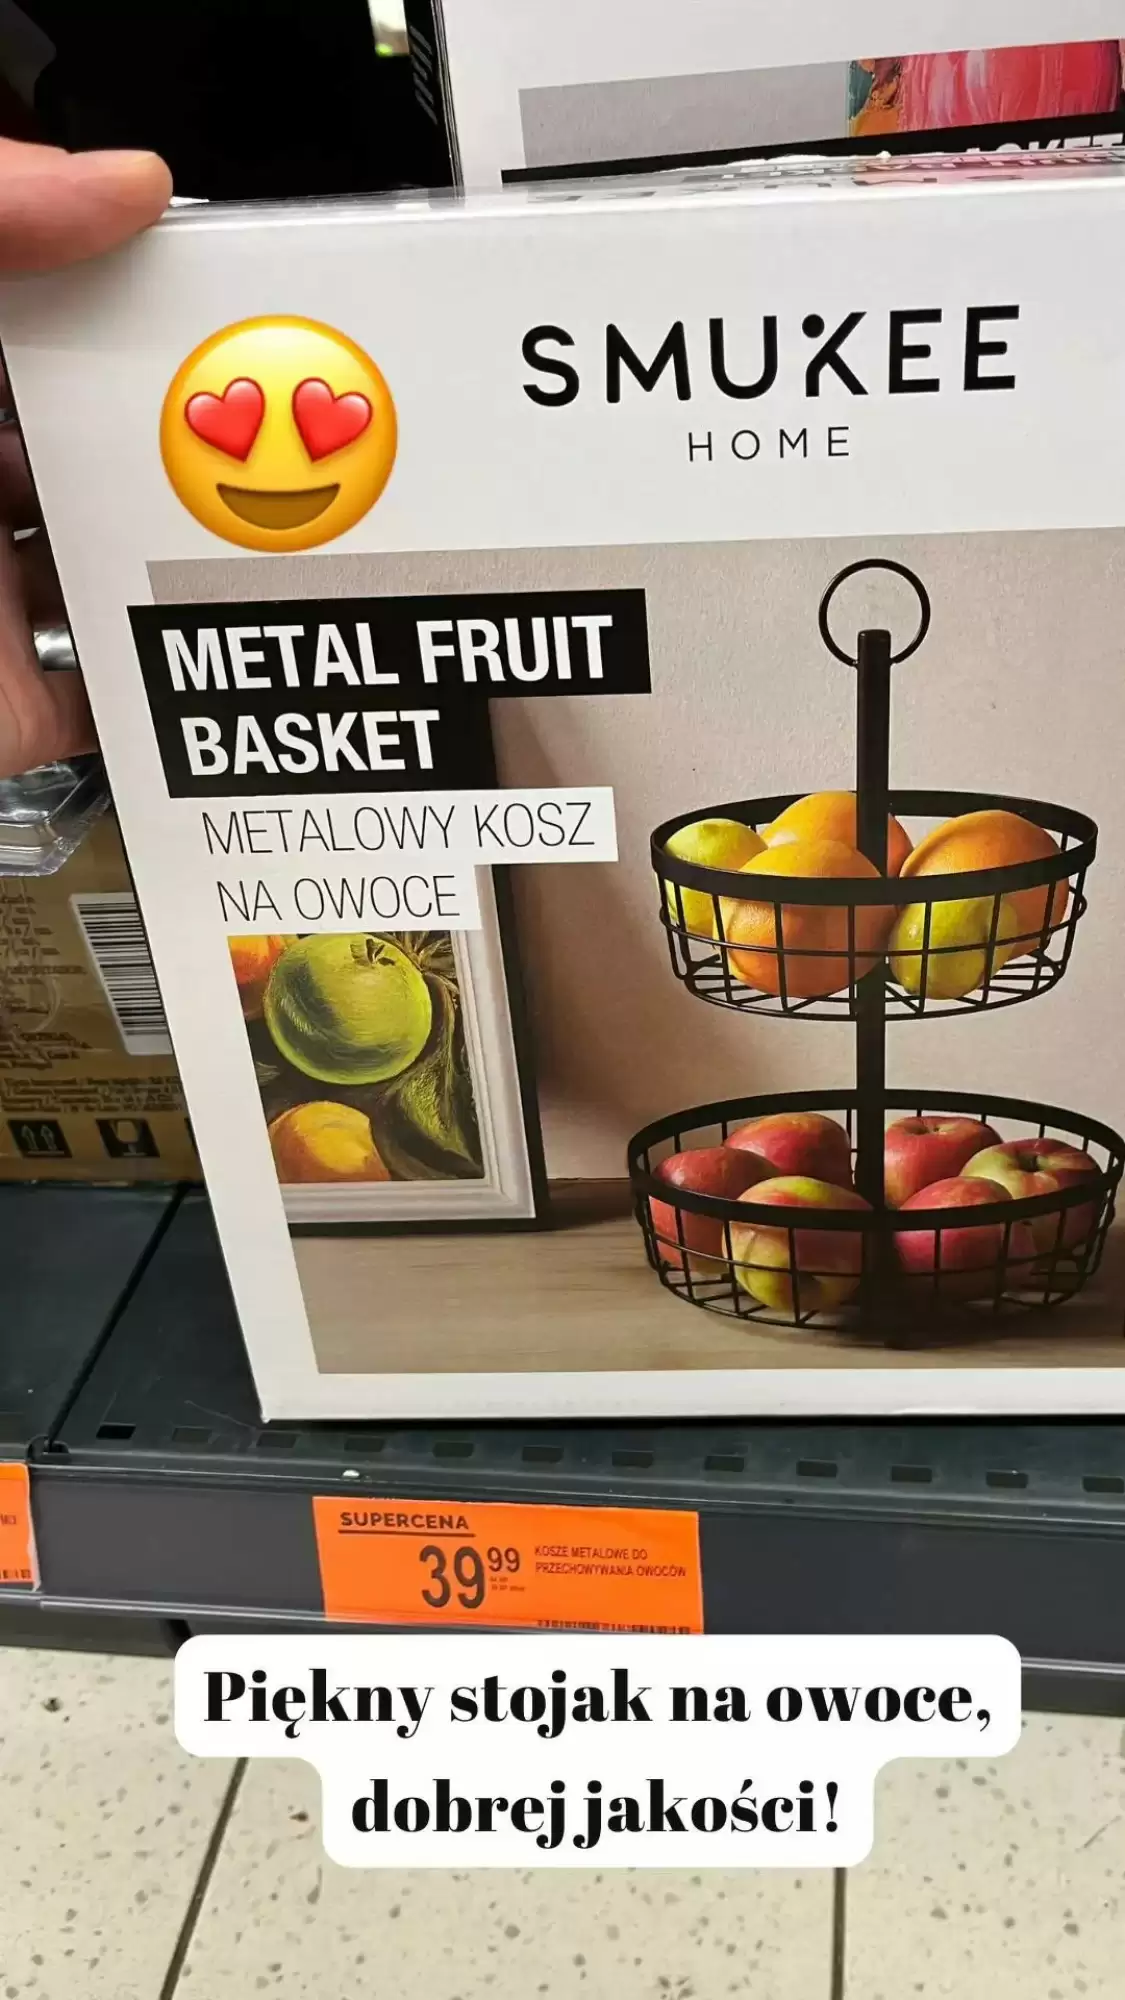 SMUKEE
HOME
METAL FRUIT
BASKET
METALOWY KOSZ
NA OWOCE
SUPERCENA
39 99
KOSZE METALOWE DO
PRZECHOWYWANIA OWOCÓW
Piękny stojak na owoce,
dobrej jakości!